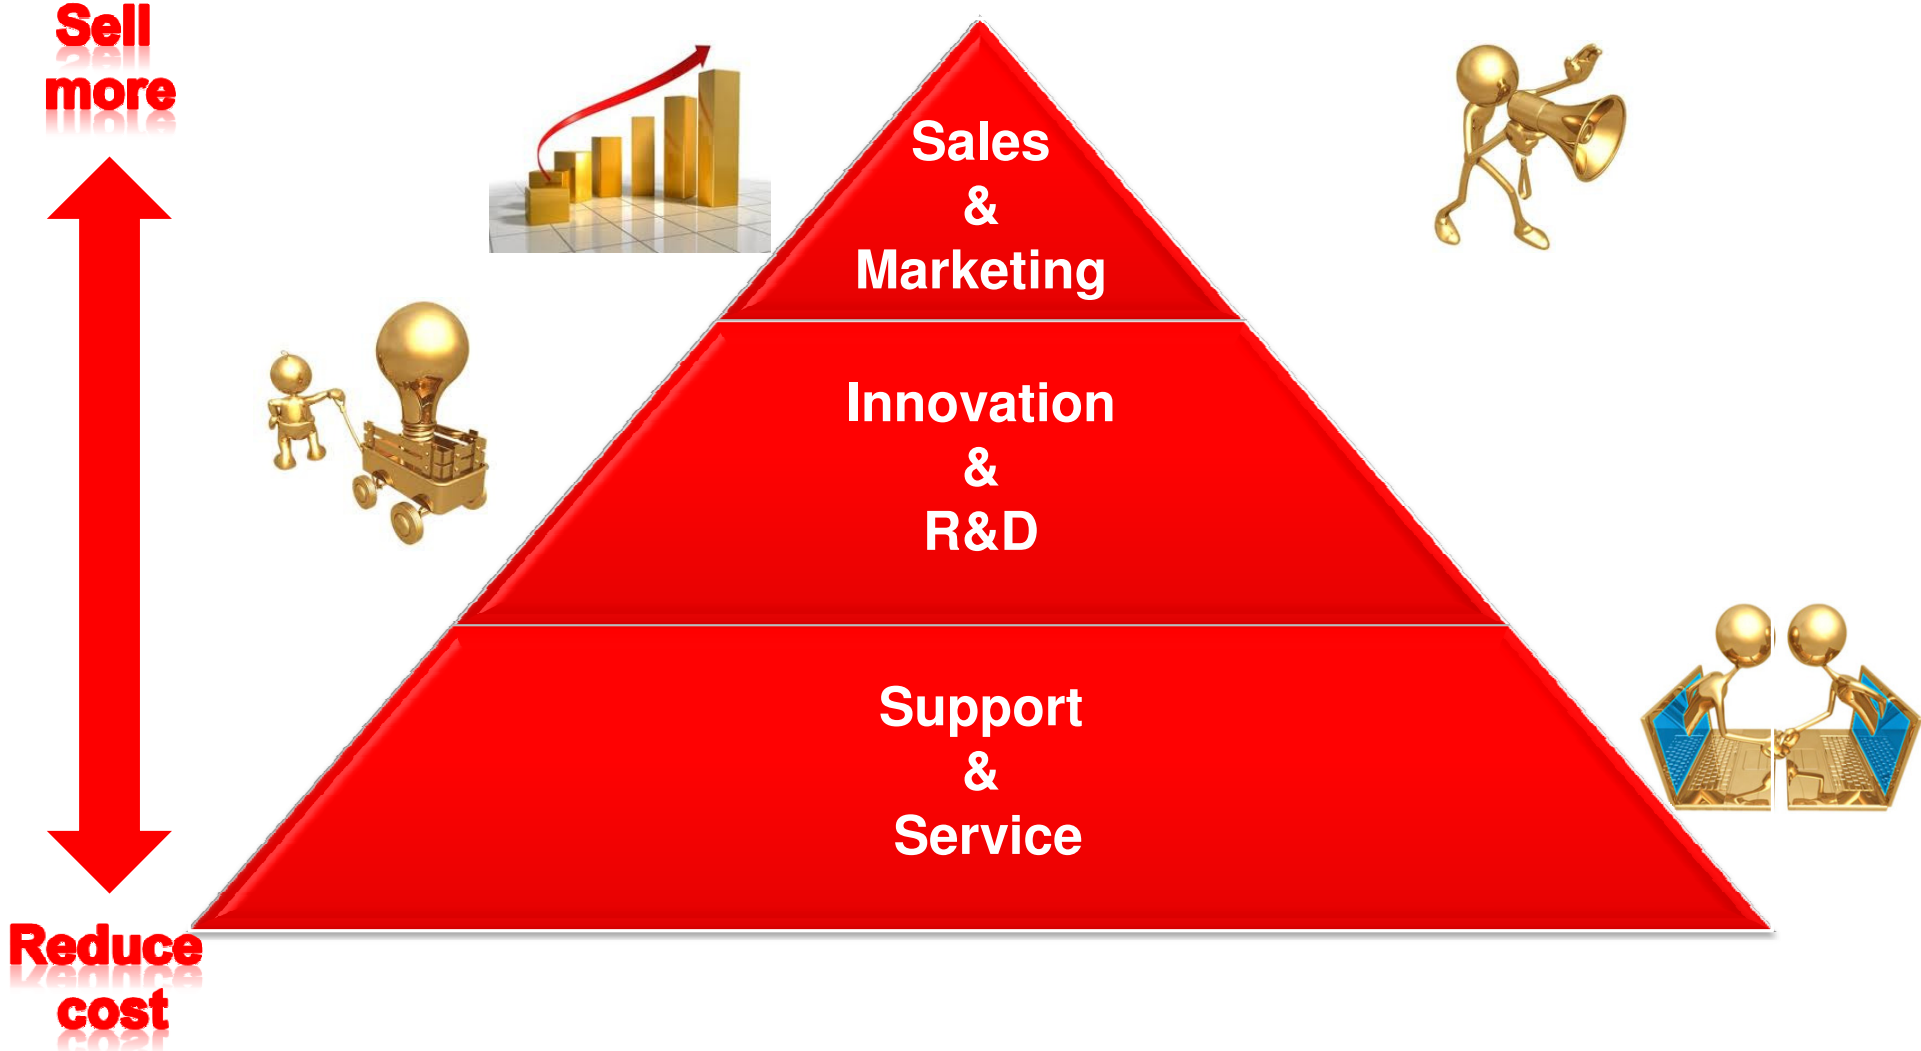 Sell
more
Sales
&
Marketing
Innovation
&
R&D
Support
&
Service
Reduce
cost